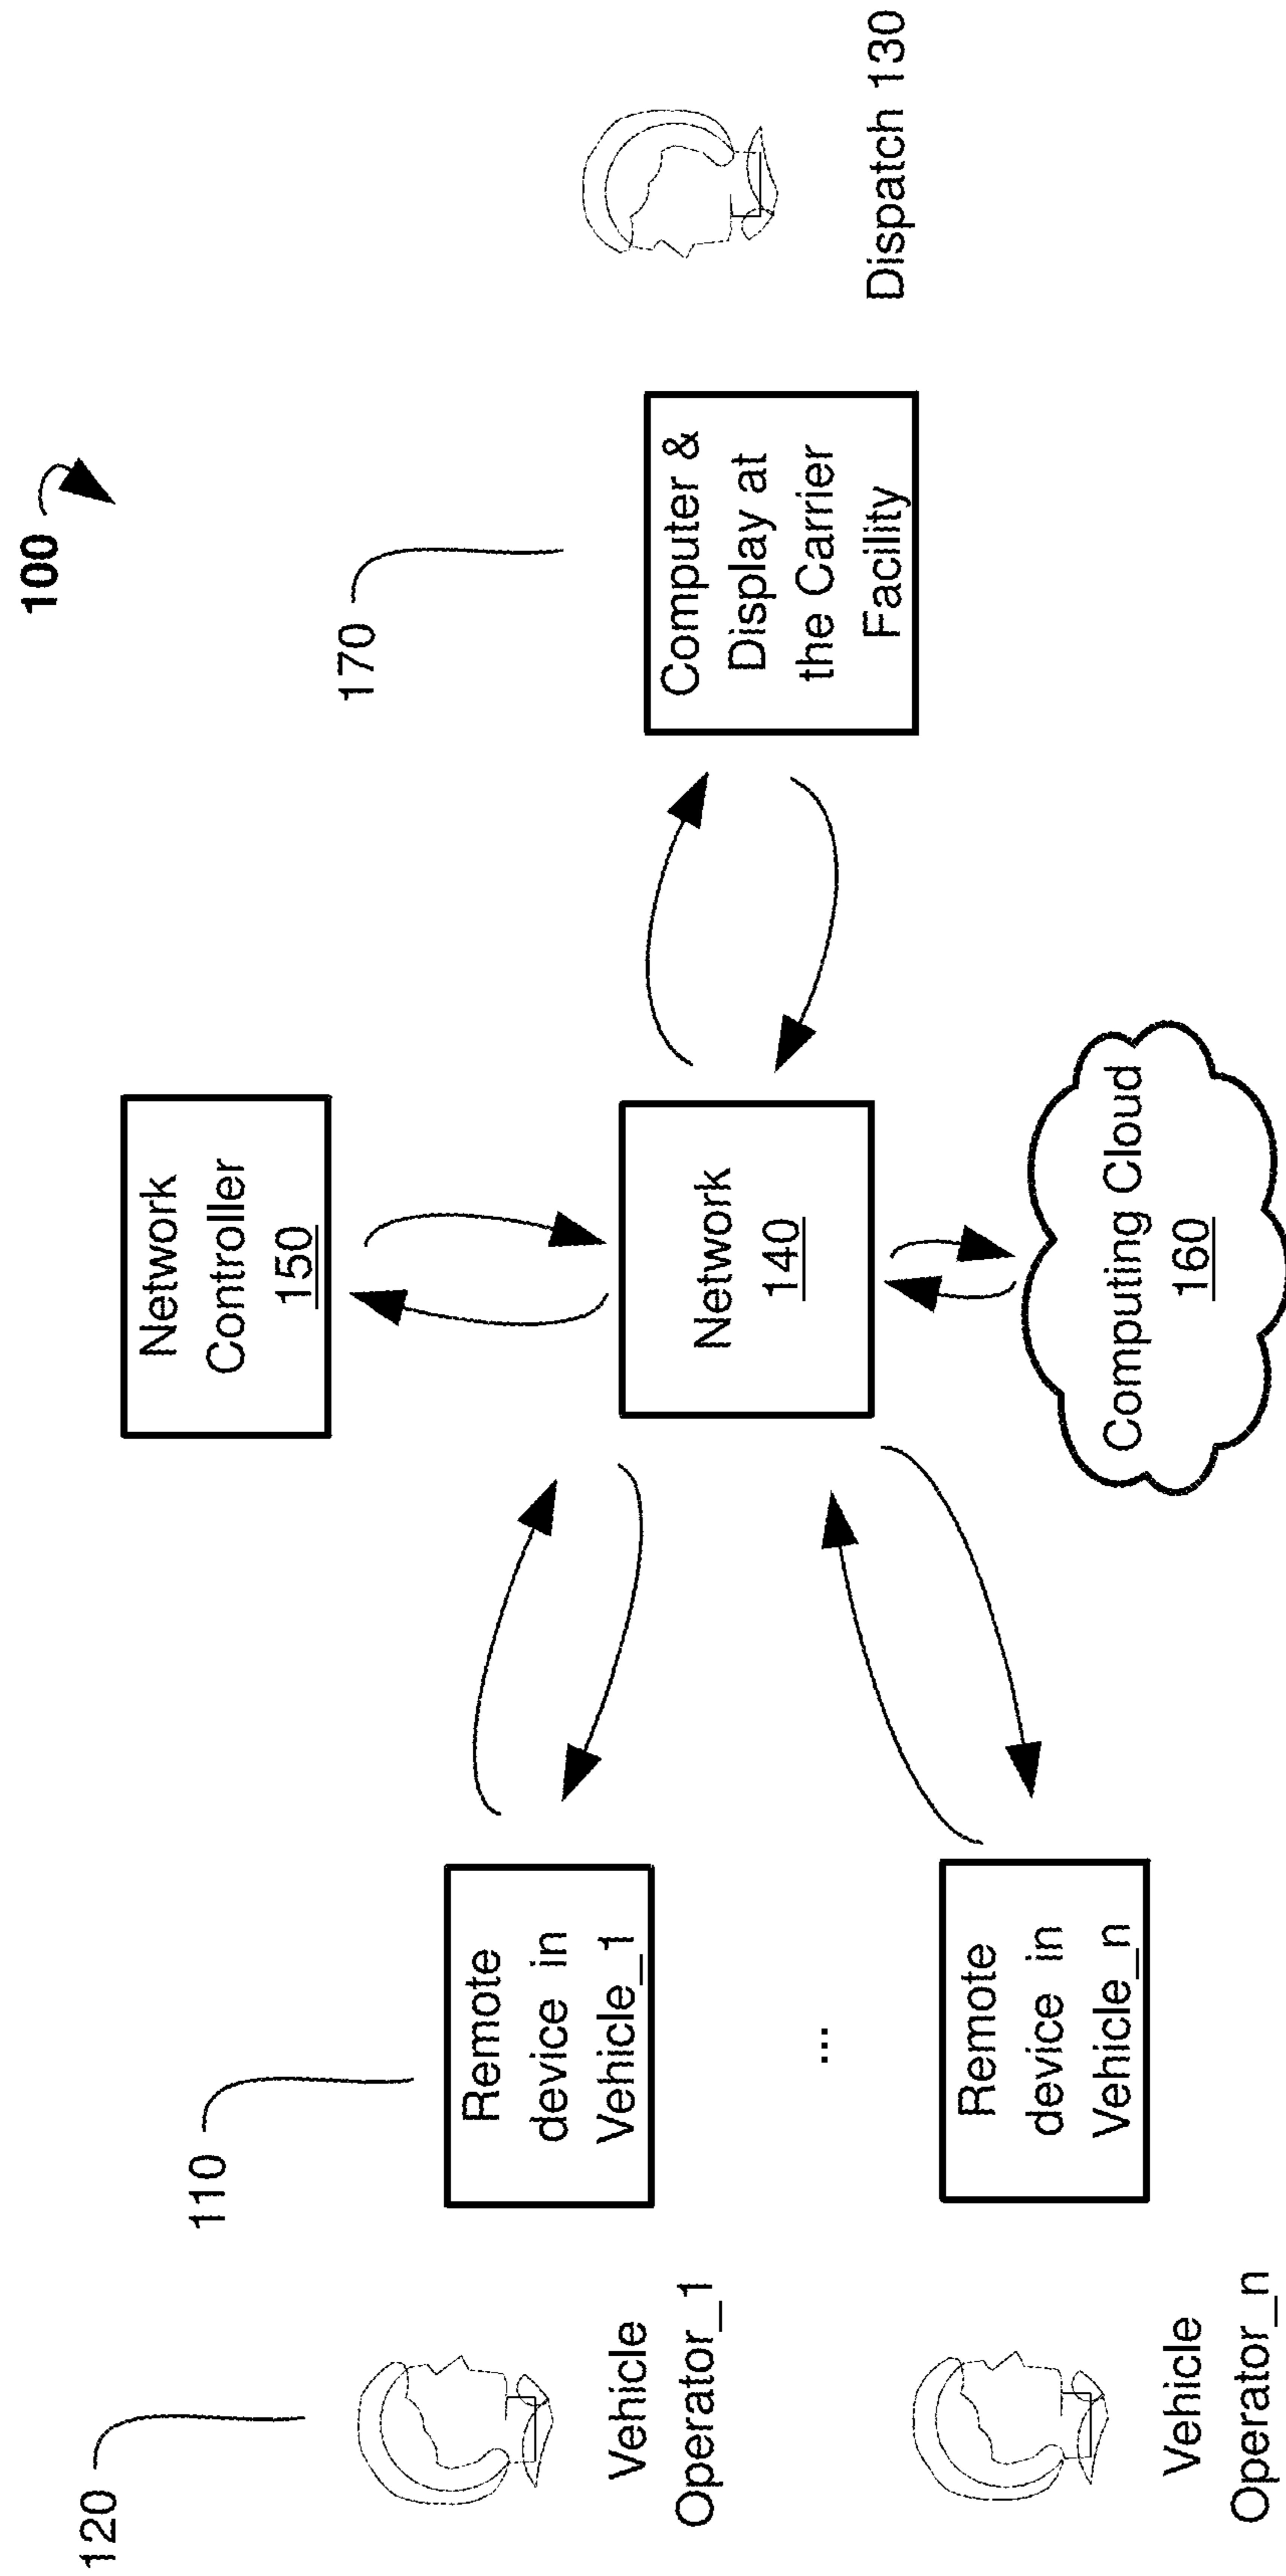 100
120
110
170
Network
Controller
150
Vehicle
Operator_1
Remote
device in
Vehicle_1
...
Network
140
Computer &
Display at
the Carrier
Facility
Dispatch 130
Vehicle
Operator_n
Remote
device in
Vehicle_n
Computing Cloud
160